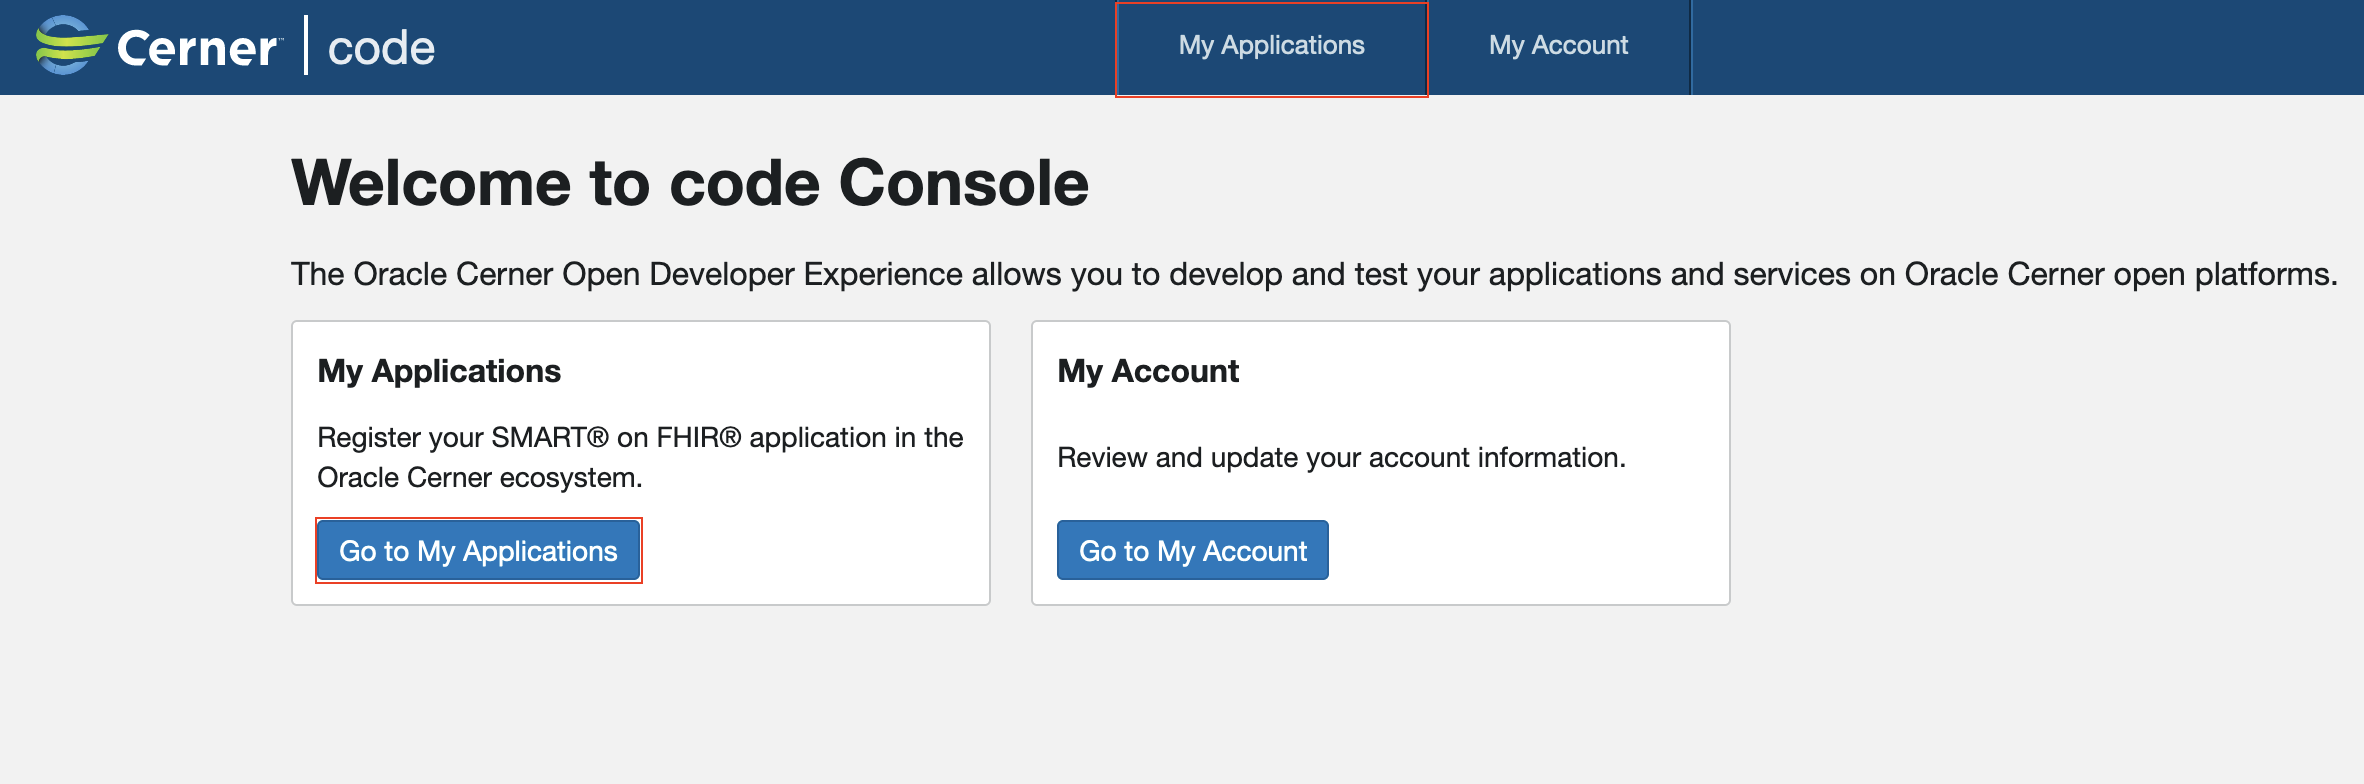 Cerner™ | code
My Applications
My Account
Welcome to code Console
The Oracle Cerner Open Developer Experience allows you to develop and test your applications and services on Oracle Cerner open platforms.
My Applications
Register your SMART® on FHIR® application in the
Oracle Cerner ecosystem.
Go to My Applications
My Account
Review and update your account information.
Go to My Account